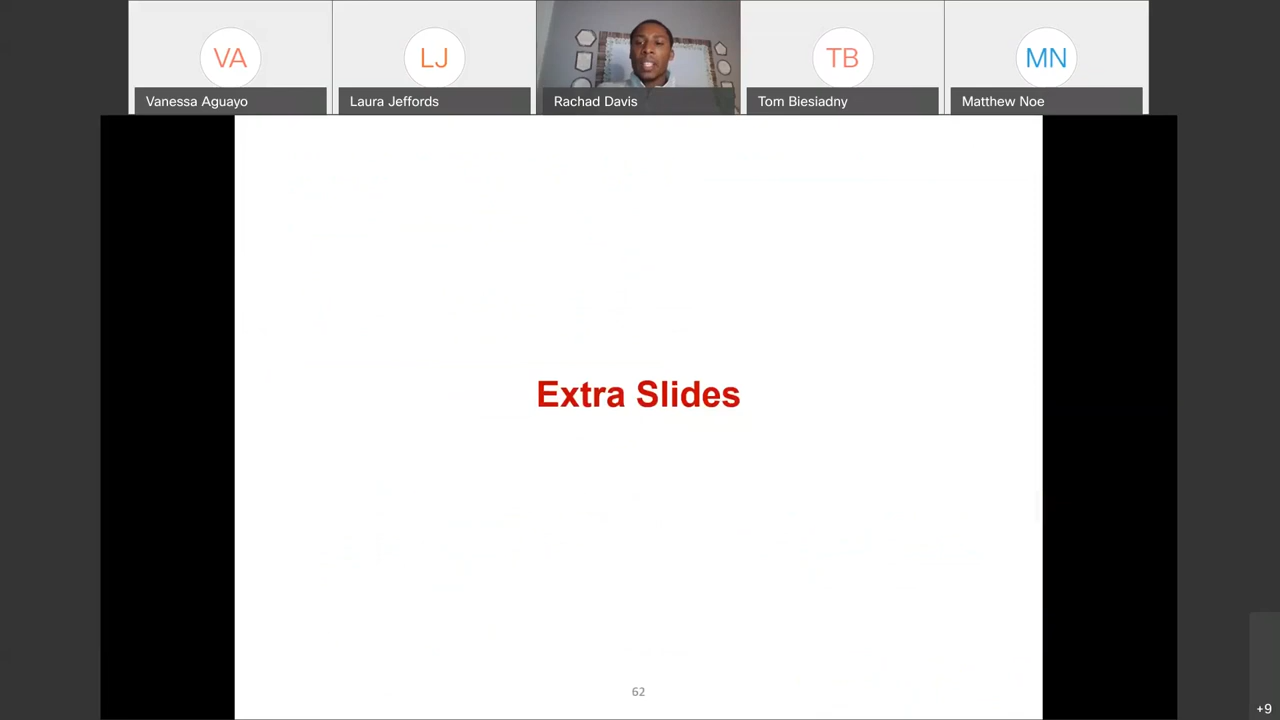 VA
LJ
TB
MN
Vanessa Aguayo
Laura Jeffords
Rachad Davis
Tom Biesiadny
Matthew Noe
Extra Slides
62
+9